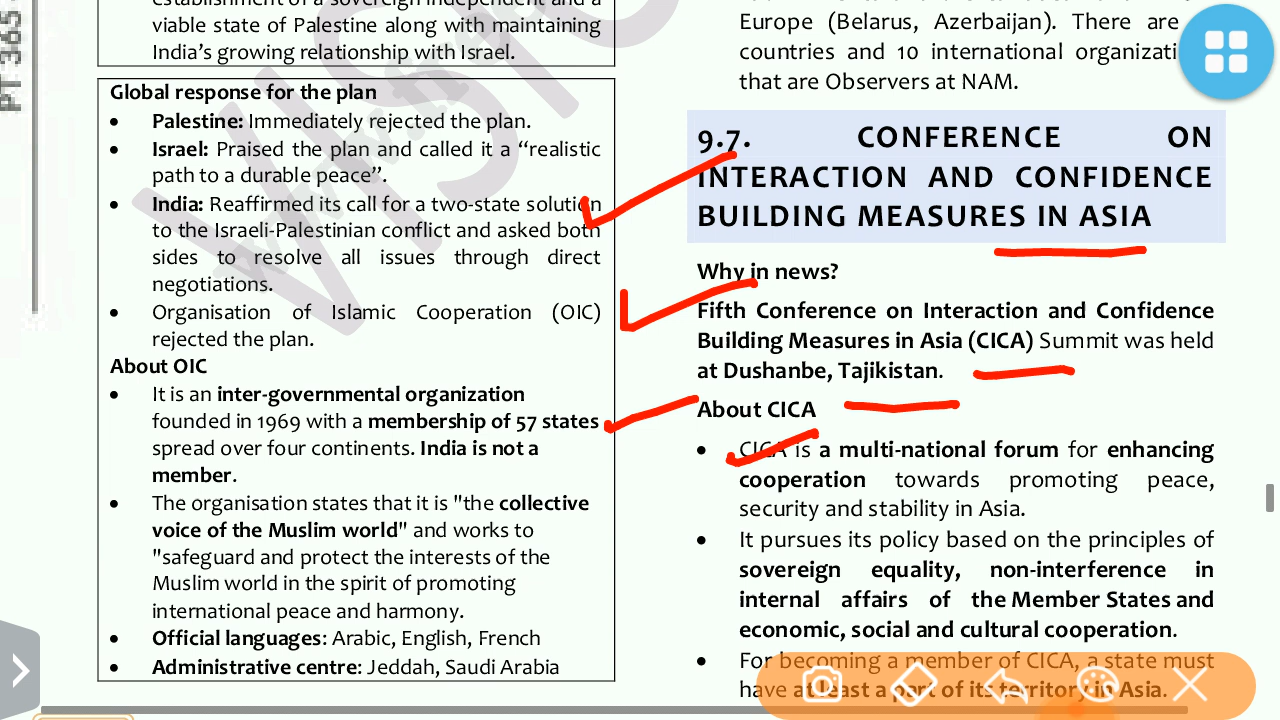 PT 365
establishment of a sovereign independent and a
viable state of Palestine along with maintaining
India's growing relationship with Israel.
Global response for the plan
• Palestine: Immediately rejected the plan.
• Israel: Praised the plan and called it a "realistic
path to a durable peace".
• India: Reaffirmed its call for a two-state solution
to the Israeli-Palestinian conflict and asked both
sides to resolve all issues through direct
negotiations.
• Organisation of Islamic Cooperation (OIC)
rejected the plan.
About OIC
• It is an inter-governmental organization
founded in 1969 with a membership of 57 states
spread over four continents. India is not a
member.
• The organisation states that it is "the collective
voice of the Muslim world" and works to
"safeguard and protect the interests of the
Muslim world in the spirit of promoting
international peace and harmony.
• Official languages: Arabic, English, French
• Administrative centre: Jeddah, Saudi Arabia
Europe (Belarus, Azerbaijan). There are
countries and 10 international
that are Observers at NAM.
9.7. CONFERENCE ON
INTERACTION AND CONFIDENCE
BUILDING MEASURES IN ASIA
Why in news?
Fifth Conference on Interaction and Confidence
Building Measures in Asia (CICA) Summit was held
at Dushanbe, Tajikistan.
About CICA
• CICA is a multi-national forum for enhancing
cooperation towards promoting peace,
security and stability in Asia.
• It pursues its policy based on the principles of
sovereign equality, non-interference in
internal affairs of the Member States and
economic, social and cultural cooperation.
• For becoming a member of CICA, a state must
have at least a part of its territory in Asia.